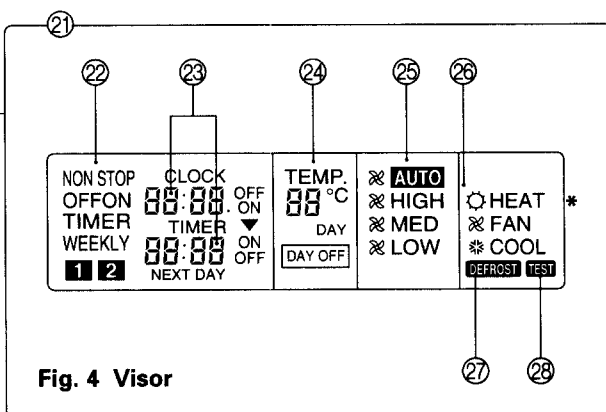 21
22 23 24 25 26
NON STOP CLOCK TEMP. AUTO
OFFON 88:88. OFF ON 88 °C HIGH HEAT *
TIMER TIMER ▼ DAY MED FAN
WEEKLY 88:88 ON OFF DAY OFF LOW COOL
1 2 NEXT DAY DEFROST TEST
27 28
Fig. 4 Visor